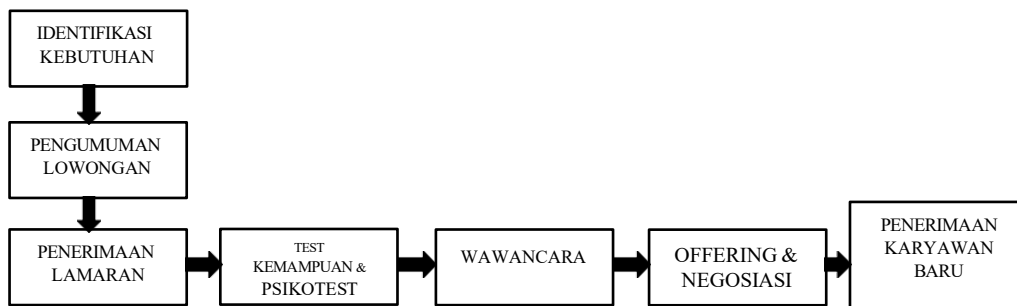 IDENTIFIKASI
KEBUTUHAN
PENGUMUMAN
LOWONGAN
PENERIMAAN
LAMARAN
TEST
KEMAMPUAN &
PSIKOTEST
WAWANCARA
OFFERING &
NEGOSIASI
PENERIMAAN
KARYAWAN
BARU